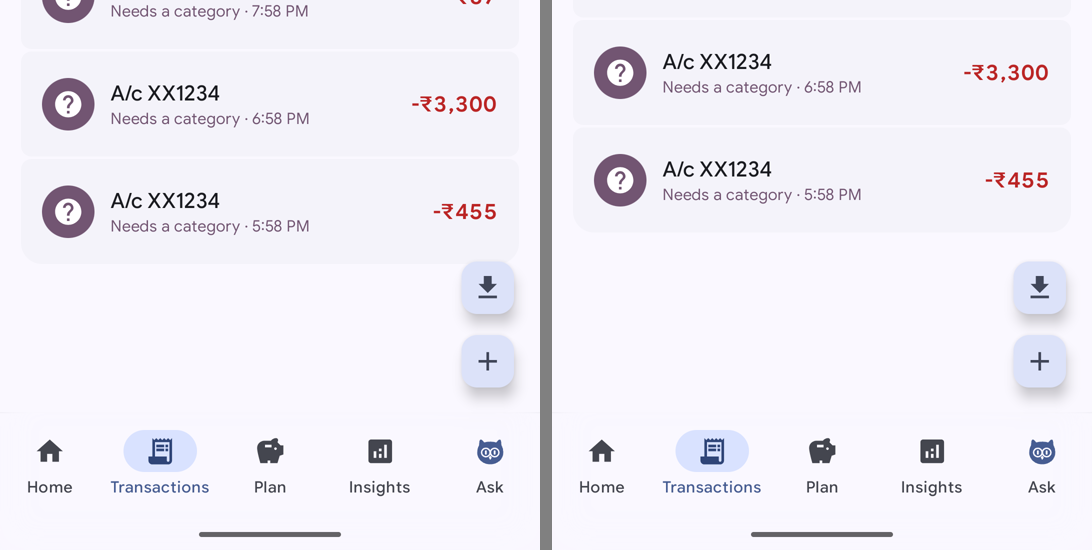 Needs a category · 7:58 PM
A/c XX1234
Needs a category · 6:58 PM
-₹3,300
A/c XX1234
Needs a category · 5:58 PM
-₹455
Home
Transactions
Plan
Insights
Ask
A/c XX1234
Needs a category · 6:58 PM
-₹3,300
A/c XX1234
Needs a category · 5:58 PM
-₹455
Home
Transactions
Plan
Insights
Ask